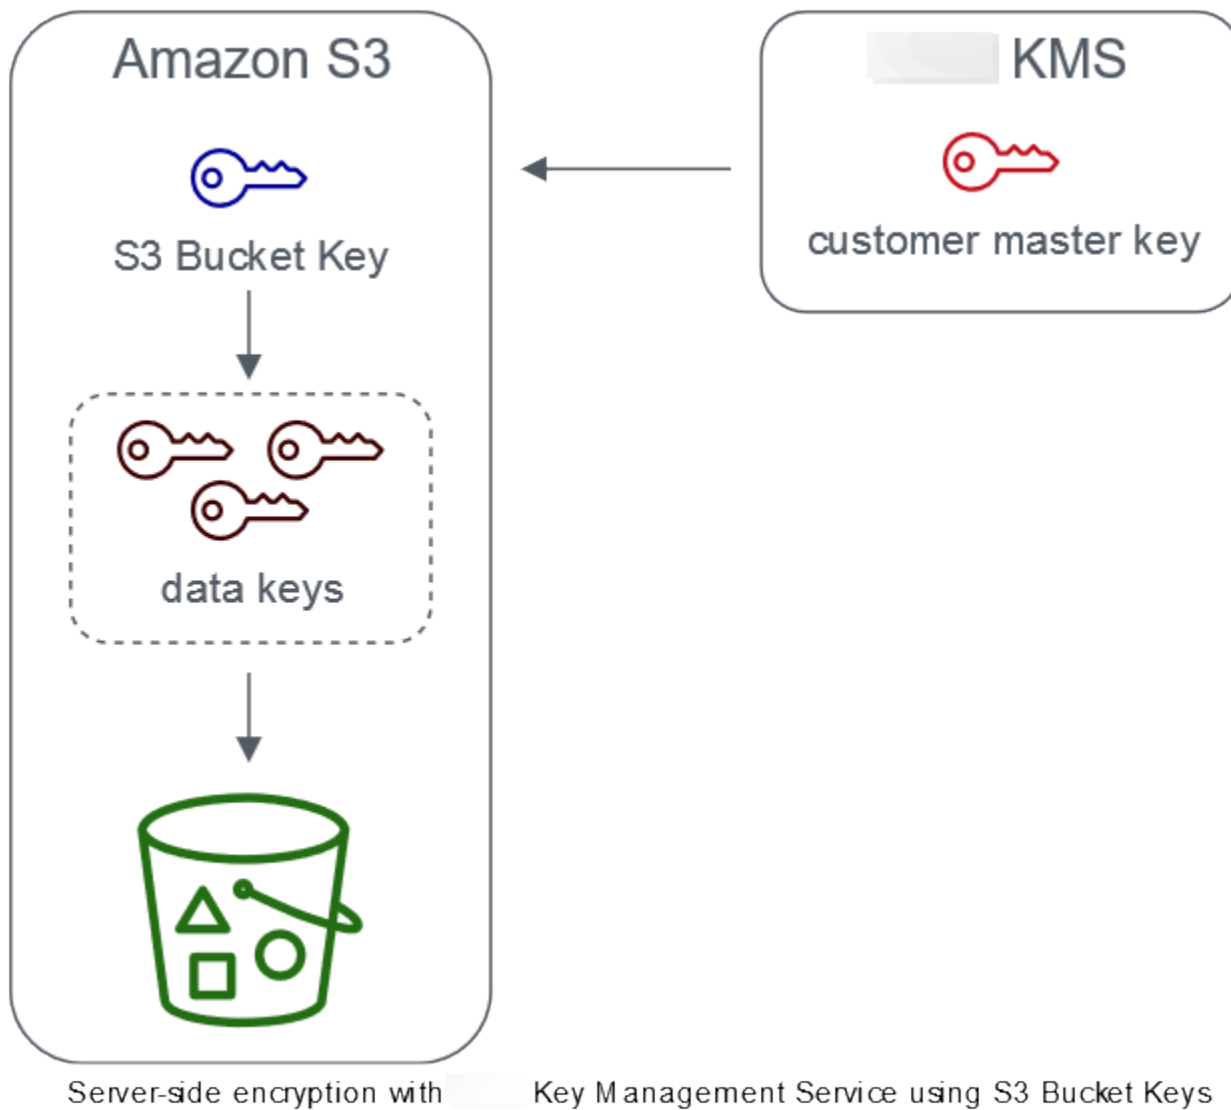 Amazon S3
KMS
S3 Bucket Key
customer master key
data keys
Server-side encryption with Key Management Service using S3 Bucket Keys